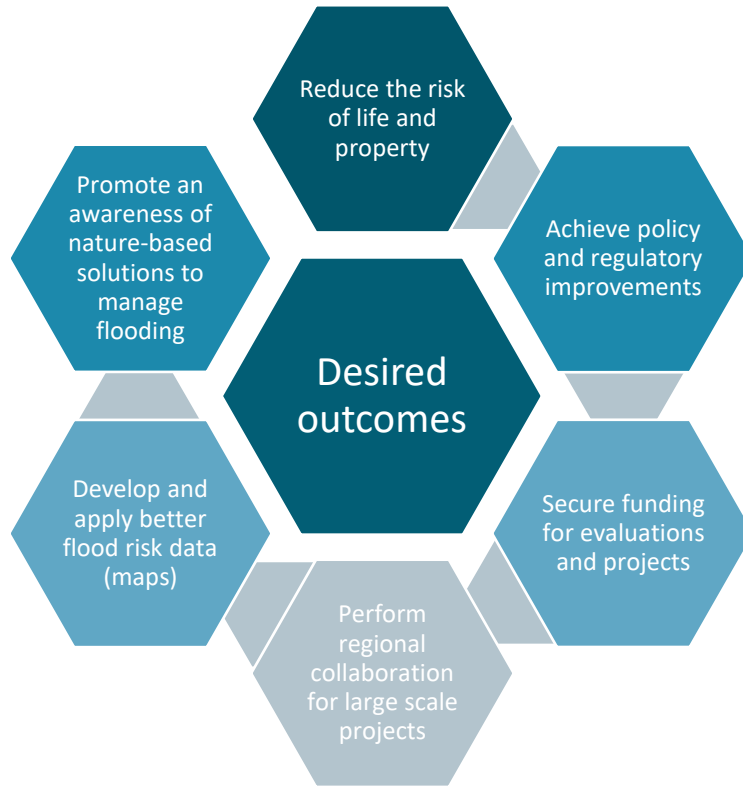 Reduce the risk
of life and
property
Achieve policy
and regulatory
improvements
Secure funding
for evaluations
and projects
Perform
regional
collaboration
for large scale
projects
Develop and
apply better
flood risk data
(maps)
Promote an
awareness of
nature-based
solutions to
manage
flooding
Desired
outcomes